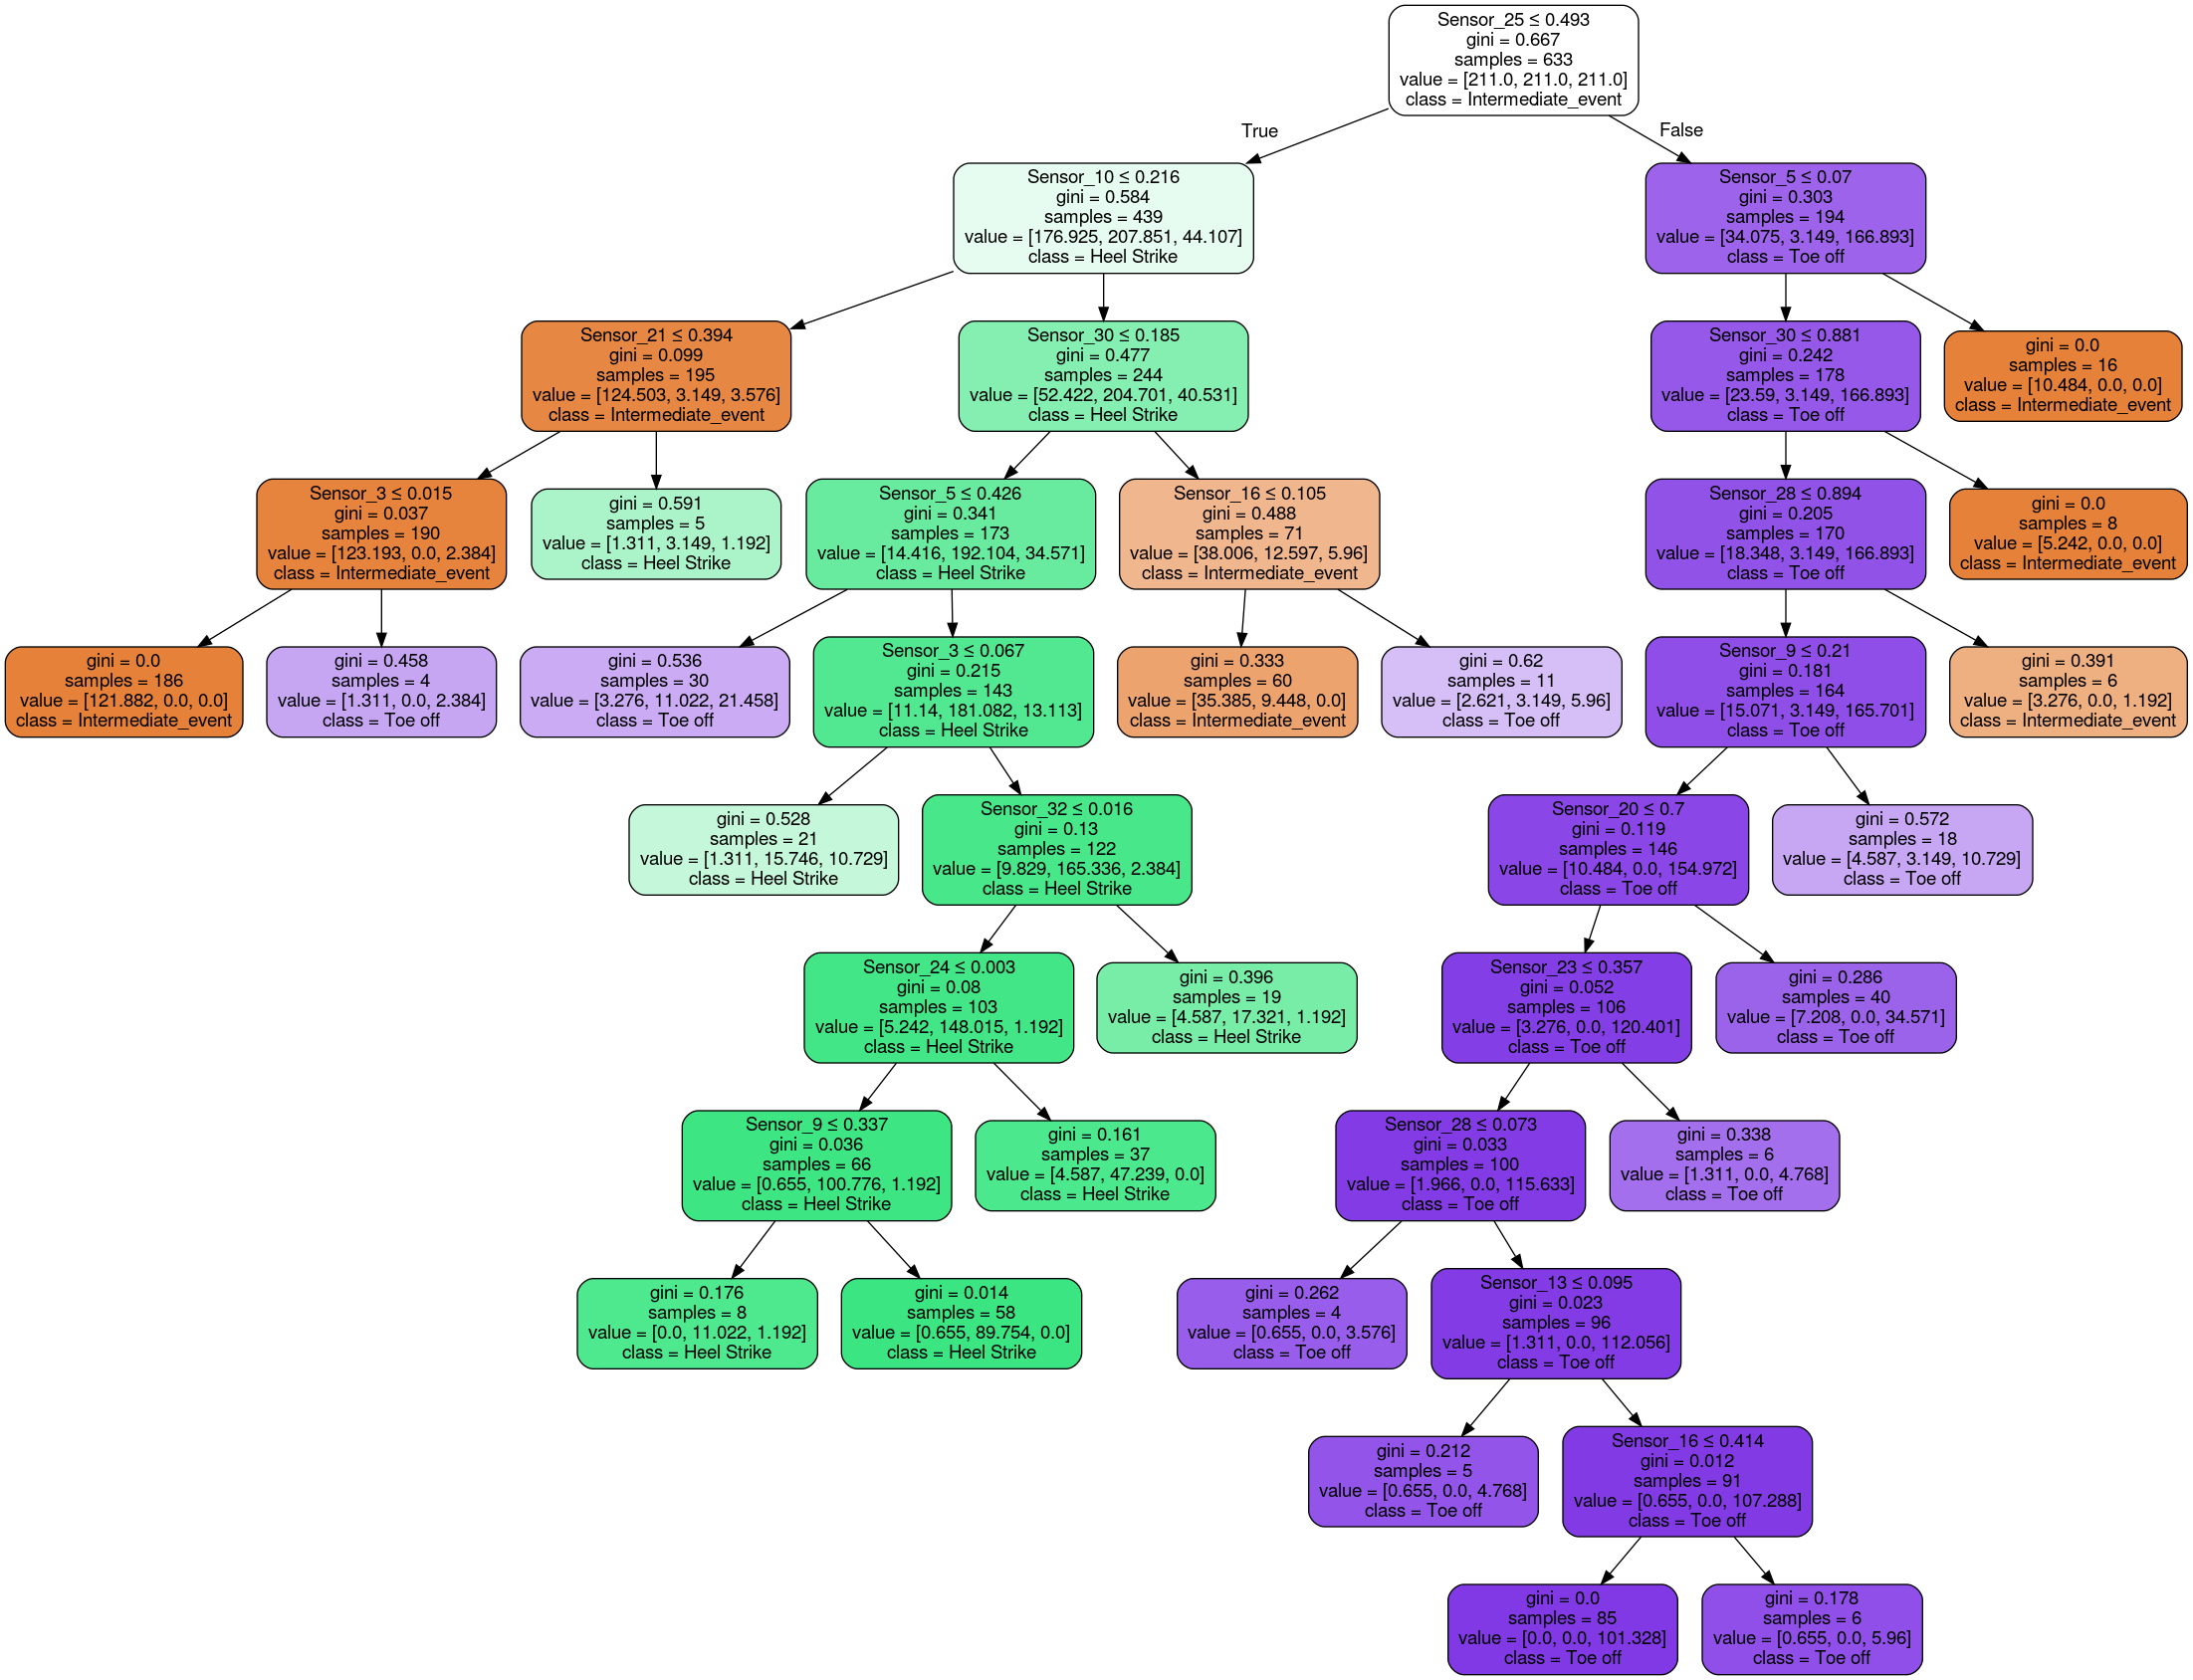 Sensor_25 ≤ 0.493
gini = 0.667
samples = 633
value = [211.0, 211.0, 211.0]
class = Intermediate_event
True
False
Sensor_10 ≤ 0.216
gini = 0.584
samples = 439
value = [176.925, 207.851, 44.107]
class = Heel Strike
Sensor_5 ≤ 0.07
gini = 0.303
samples = 194
value = [34.075, 3.149, 166.893]
class = Toe off
Sensor_21 ≤ 0.394
gini = 0.099
samples = 195
value = [124.503, 3.149, 3.576]
class = Intermediate_event
Sensor_30 ≤ 0.185
gini = 0.477
samples = 244
value = [52.422, 204.701, 40.531]
class = Heel Strike
Sensor_30 ≤ 0.881
gini = 0.242
samples = 178
value = [23.59, 3.149, 166.893]
class = Toe off
gini = 0.0
samples = 16
value = [10.484, 0.0, 0.0]
class = Intermediate_event
Sensor_3 ≤ 0.015
gini = 0.037
samples = 190
value = [123.193, 0.0, 2.384]
class = Intermediate_event
gini = 0.591
samples = 5
value = [1.311, 3.149, 1.192]
class = Heel Strike
Sensor_5 ≤ 0.426
gini = 0.341
samples = 173
value = [14.416, 192.104, 34.571]
class = Heel Strike
Sensor_16 ≤ 0.105
gini = 0.488
samples = 71
value = [38.006, 12.597, 5.96]
class = Intermediate_event
Sensor_28 ≤ 0.894
gini = 0.205
samples = 170
value = [18.348, 3.149, 166.893]
class = Toe off
gini = 0.0
samples = 8
value = [5.242, 0.0, 0.0]
class = Intermediate_event
gini = 0.0
samples = 186
value = [121.882, 0.0, 0.0]
class = Intermediate_event
gini = 0.458
samples = 4
value = [1.311, 0.0, 2.384]
class = Toe off
gini = 0.536
samples = 30
value = [3.276, 11.022, 21.458]
class = Toe off
Sensor_3 ≤ 0.067
gini = 0.215
samples = 143
value = [11.14, 181.082, 13.113]
class = Heel Strike
gini = 0.333
samples = 60
value = [35.385, 9.448, 0.0]
class = Intermediate_event
gini = 0.62
samples = 11
value = [2.621, 3.149, 5.96]
class = Toe off
Sensor_9 ≤ 0.21
gini = 0.181
samples = 164
value = [15.071, 3.149, 165.701]
class = Toe off
gini = 0.391
samples = 6
value = [3.276, 0.0, 1.192]
class = Intermediate_event
gini = 0.528
samples = 21
value = [1.311, 15.746, 10.729]
class = Heel Strike
Sensor_32 ≤ 0.016
gini = 0.13
samples = 122
value = [9.829, 165.336, 2.384]
class = Heel Strike
Sensor_20 ≤ 0.7
gini = 0.119
samples = 146
value = [10.484, 0.0, 154.972]
class = Toe off
gini = 0.572
samples = 18
value = [4.587, 3.149, 10.729]
class = Toe off
Sensor_24 ≤ 0.003
gini = 0.08
samples = 103
value = [5.242, 148.015, 1.192]
class = Heel Strike
gini = 0.396
samples = 19
value = [4.587, 17.321, 1.192]
class = Heel Strike
Sensor_23 ≤ 0.357
gini = 0.052
samples = 106
value = [3.276, 0.0, 120.401]
class = Toe off
gini = 0.286
samples = 40
value = [7.208, 0.0, 34.571]
class = Toe off
Sensor_9 ≤ 0.337
gini = 0.036
samples = 66
value = [0.655, 100.776, 1.192]
class = Heel Strike
gini = 0.161
samples = 37
value = [4.587, 47.239, 0.0]
class = Heel Strike
Sensor_28 ≤ 0.073
gini = 0.033
samples = 100
value = [1.966, 0.0, 115.633]
class = Toe off
gini = 0.338
samples = 6
value = [1.311, 0.0, 4.768]
class = Toe off
gini = 0.176
samples = 8
value = [0.0, 11.022, 1.192]
class = Heel Strike
gini = 0.014
samples = 58
value = [0.655, 89.754, 0.0]
class = Heel Strike
gini = 0.262
samples = 4
value = [0.655, 0.0, 3.576]
class = Toe off
Sensor_13 ≤ 0.095
gini = 0.023
samples = 96
value = [1.311, 0.0, 112.056]
class = Toe off
gini = 0.212
samples = 5
value = [0.655, 0.0, 4.768]
class = Toe off
Sensor_16 ≤ 0.414
gini = 0.012
samples = 91
value = [0.655, 0.0, 107.288]
class = Toe off
gini = 0.0
samples = 85
value = [0.0, 0.0, 101.328]
class = Toe off
gini = 0.178
samples = 6
value = [0.655, 0.0, 5.96]
class = Toe off